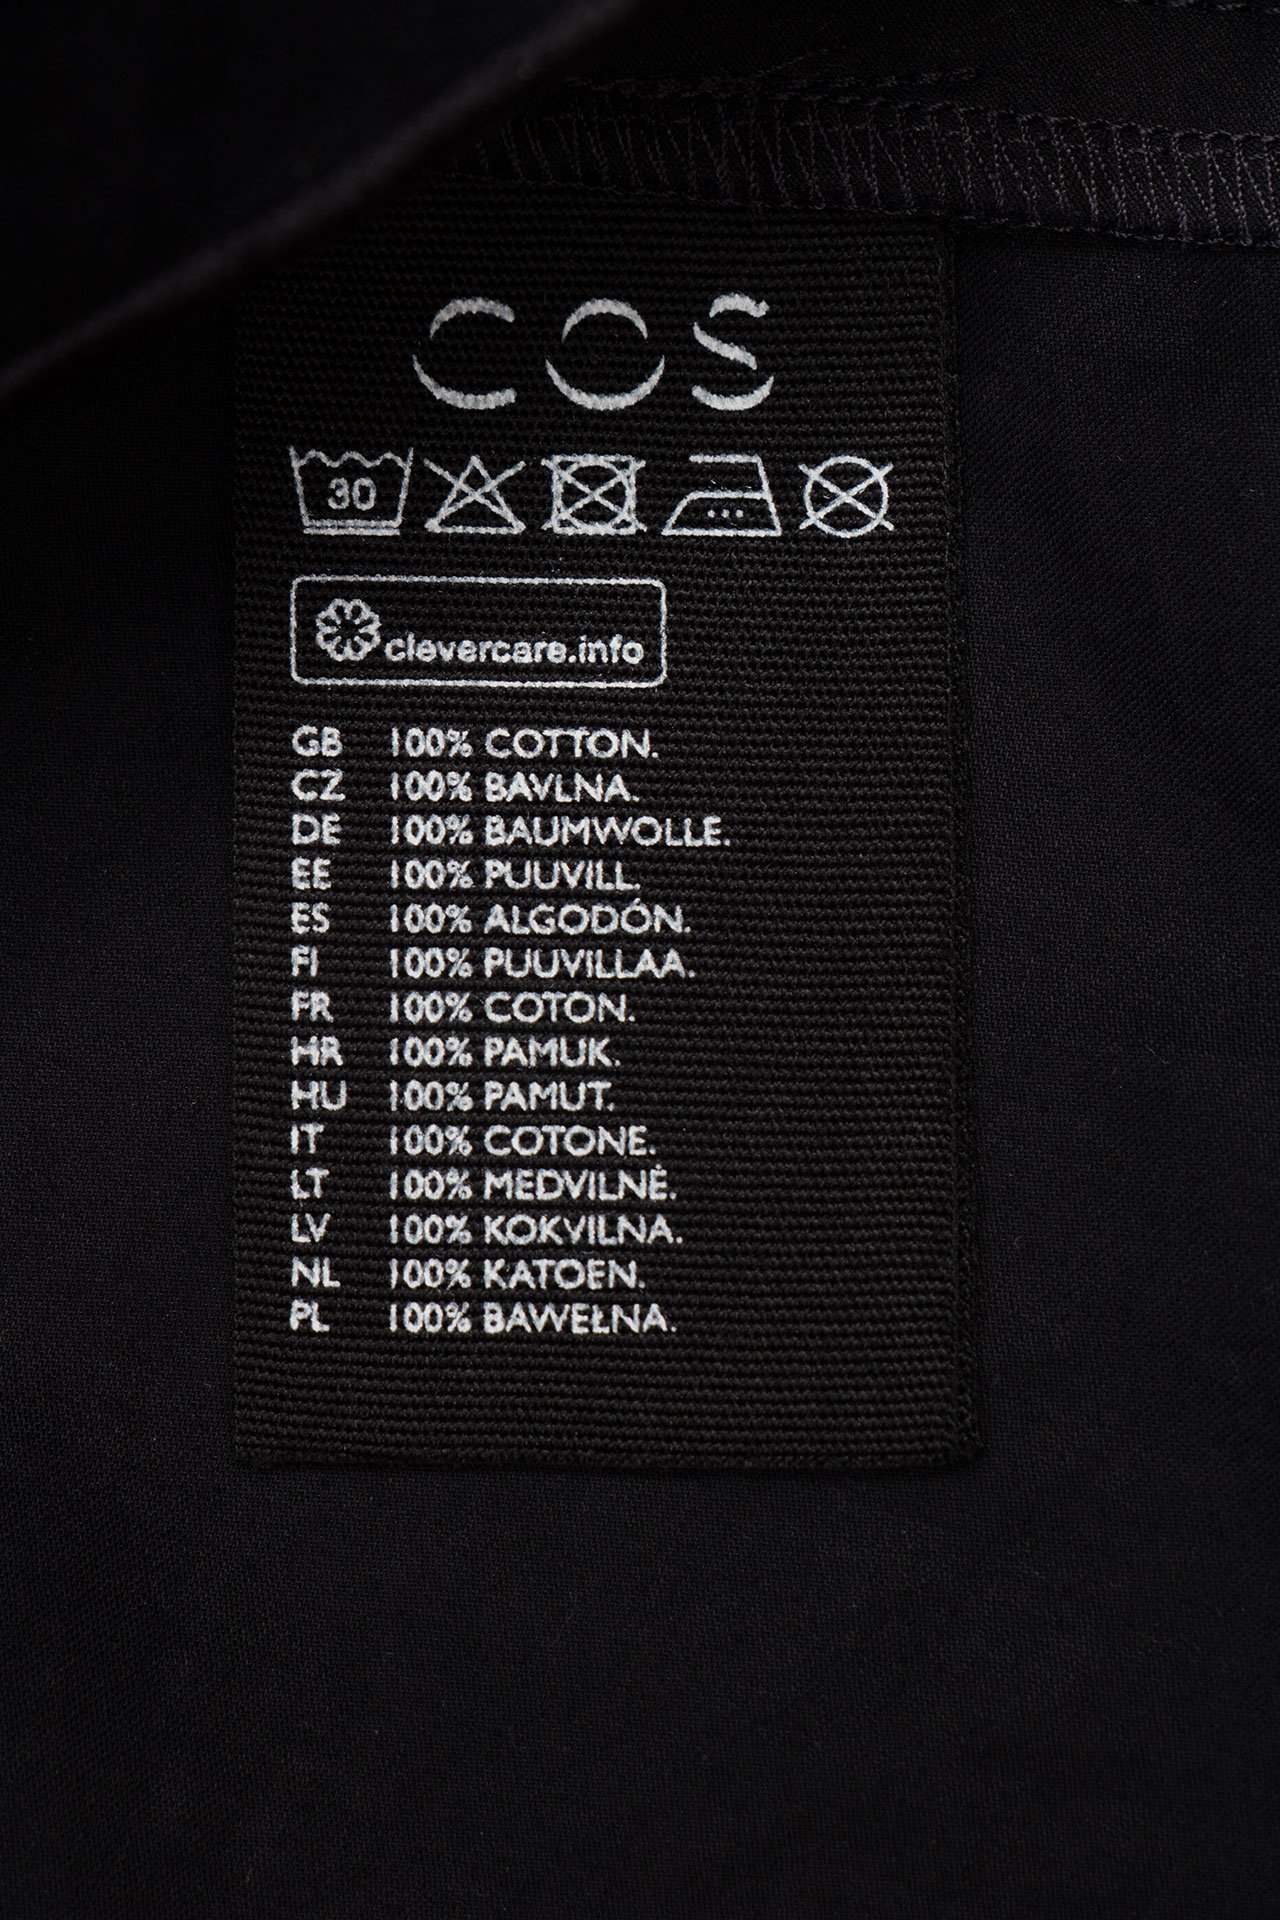 COS
30
clevercare.info
GB 100% COTTON.
CZ 100% BAVLNA.
DE 100% BAUMWOLLE.
EE 100% PUUVILL.
ES 100% ALGODÓN.
FI 100% PUUVILLAA.
FR 100% COTON.
HR 100% PAMUK.
HU 100% PAMUT.
IT 100% COTONE.
LT 100% MEDVILNĖ.
LV 100% KOKVILNA.
NL 100% KATOEN.
PL 100% BAWEŁNA.